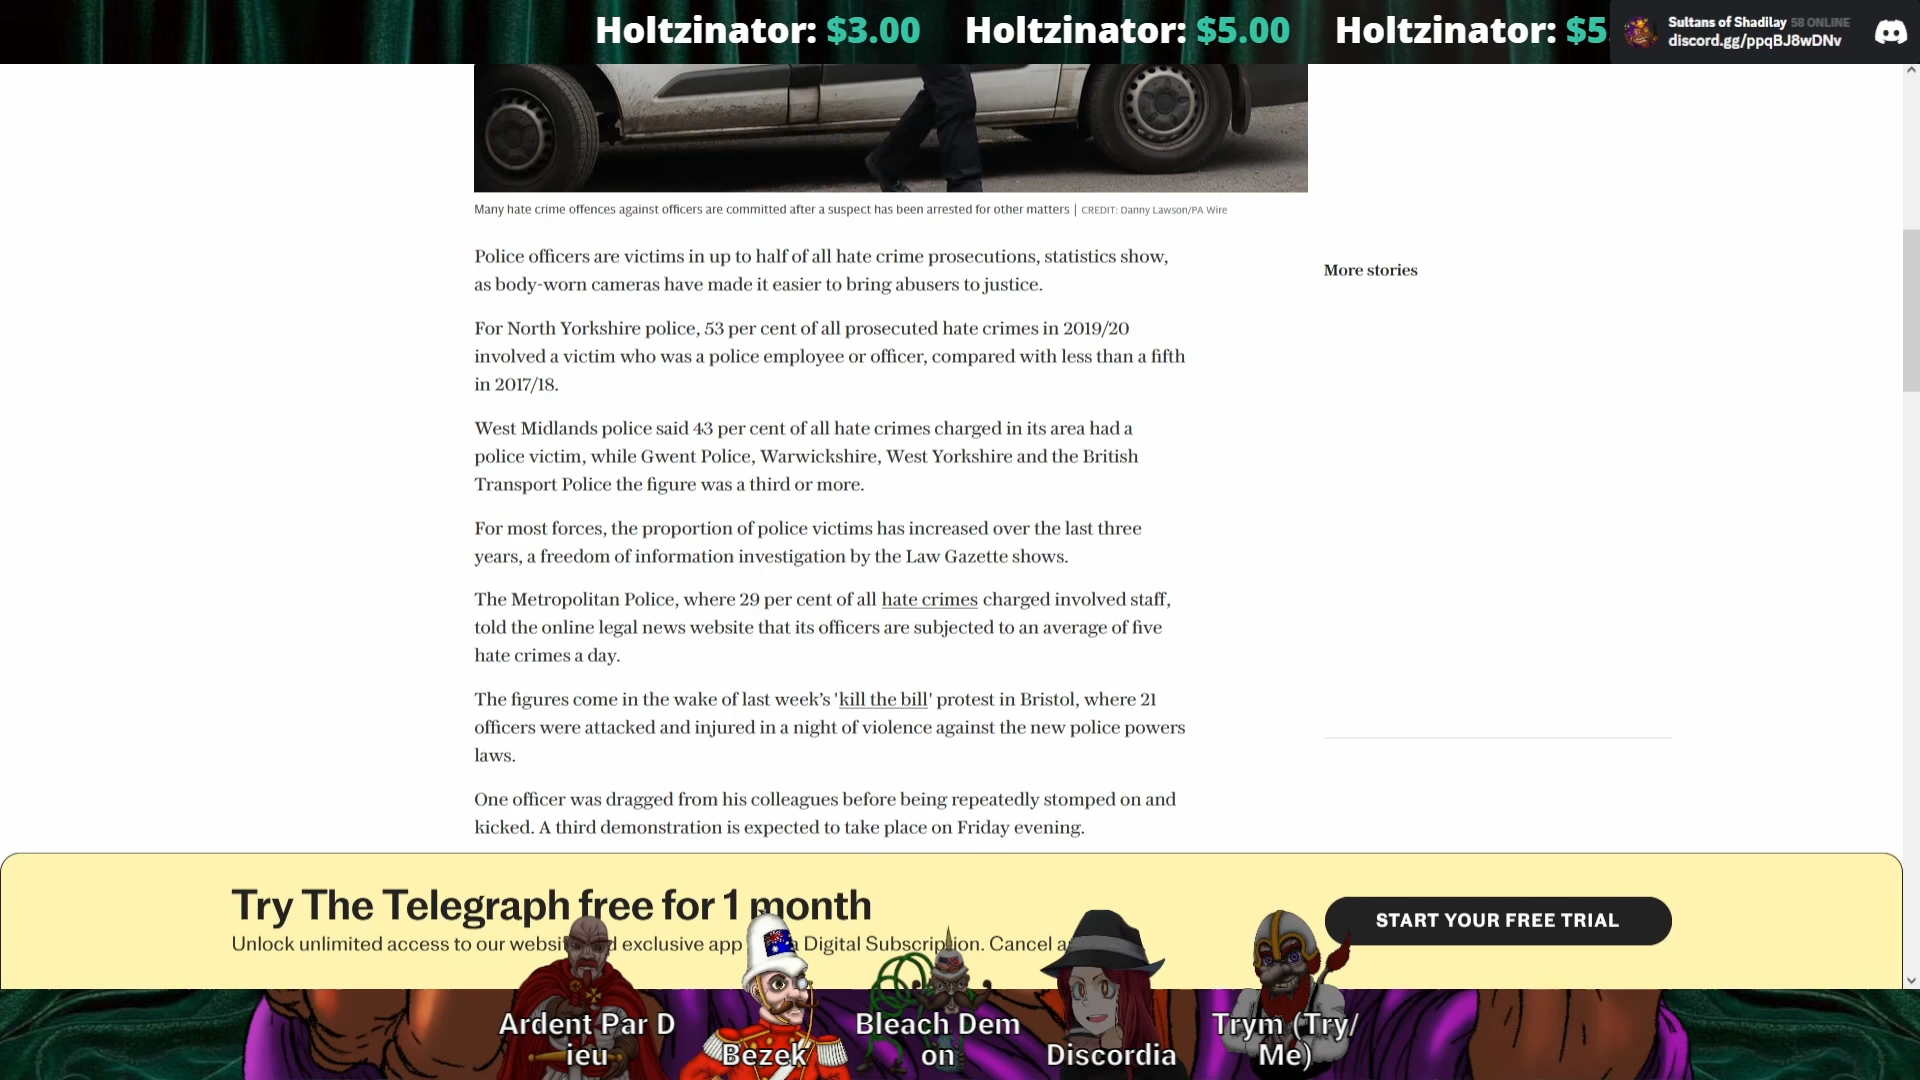 Holtzinator: $3.00 Holtzinator: $5.00 Holtzinator: $5.
Sultans of Shadilay 58 ONLINE
discord.gg/ppqBJ8wDNv
Many hate crime offences against officers are committed after a suspect has been arrested for other matters | CREDIT: Danny Lawson/PA Wire
Police officers are victims in up to half of all hate crime prosecutions, statistics show,
as body-worn cameras have made it easier to bring abusers to justice.
For North Yorkshire police, 53 per cent of all prosecuted hate crimes in 2019/20
involved a victim who was a police employee or officer, compared with less than a fifth
in 2017/18.
West Midlands police said 43 per cent of all hate crimes charged in its area had a
police victim, while Gwent Police, Warwickshire, West Yorkshire and the British
Transport Police the figure was a third or more.
For most forces, the proportion of police victims has increased over the last three
years, a freedom of information investigation by the Law Gazette shows.
The Metropolitan Police, where 29 per cent of all hate crimes charged involved staff,
told the online legal news website that its officers are subjected to an average of five
hate crimes a day.
The figures come in the wake of last week’s 'kill the bill' protest in Bristol, where 21
officers were attacked and injured in a night of violence against the new police powers
laws.
One officer was dragged from his colleagues before being repeatedly stomped on and
kicked. A third demonstration is expected to take place on Friday evening.
More stories
Try The Telegraph free for 1 month
Unlock unlimited access to our exclusive app Digital Subscription. Cancel
START YOUR FREE TRIAL
Ardent Par D
ieu
Bezek
Bleach Dem
on
Discordia
Trym (Try/
Me)